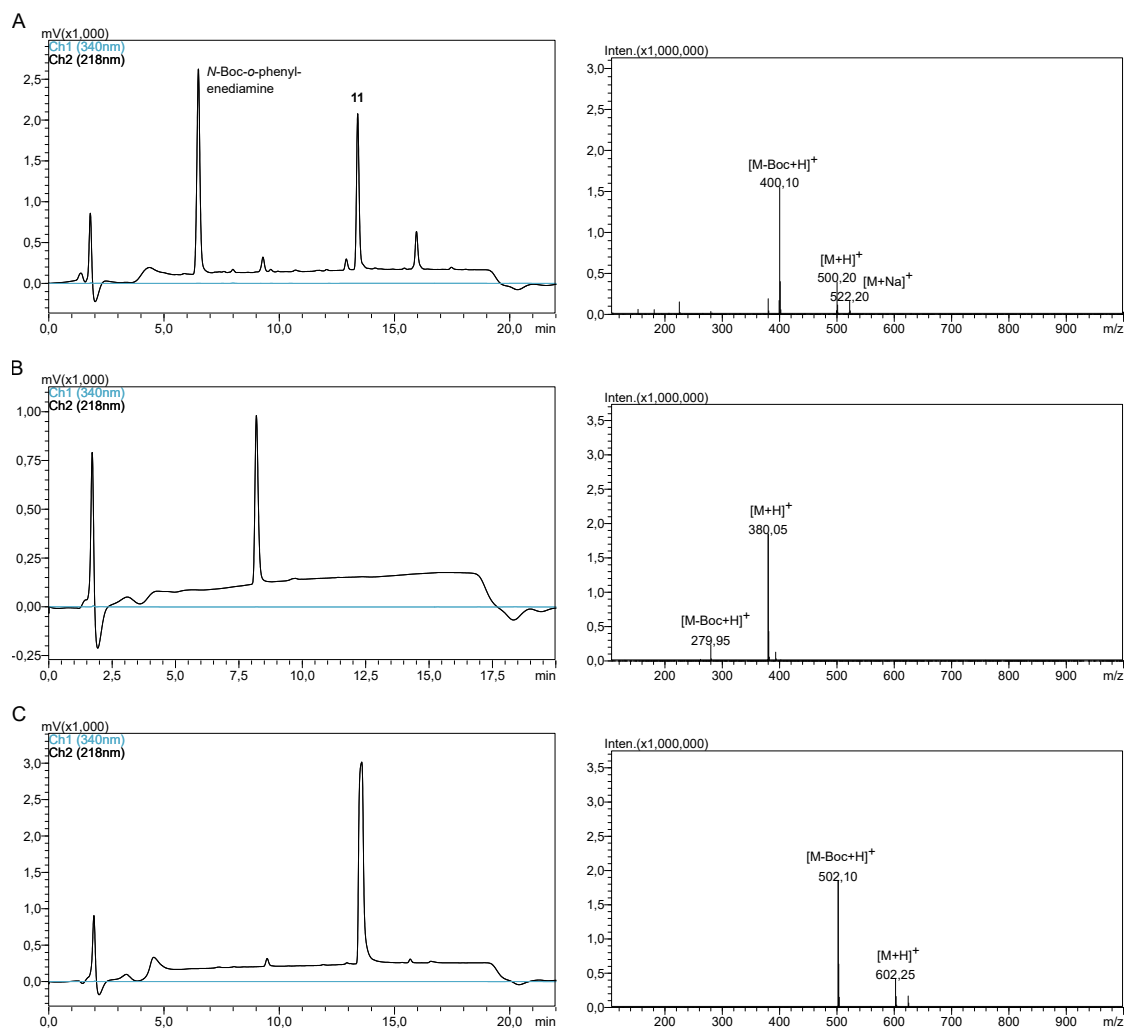 A
mV(x1,000)
Ch1 (340nm)
Ch2 (218nm)
N-Boc-o-phenyl-
enediamine
11
2,5
2,0
1,5
1,0
0,5
0,0
0,0 5,0 10,0 15,0 20,0 min
Inten.(x1,000,000)
3,0
2,5
2,0
1,5
1,0
0,5
0,0
[M-Boc+H]+
400,10
[M+H]+
500,20
[M+Na]+
522,20
200 300 400 500 600 700 800 900 m/z
B
mV(x1,000)
Ch1 (340nm)
Ch2 (218nm)
1,00
0,75
0,50
0,25
0,00
-0,25
0,0 2,5 5,0 7,5 10,0 12,5 15,0 17,5 min
Inten.(x1,000,000)
3,5
3,0
2,5
2,0
1,5
1,0
0,5
0,0
[M+H]+
380,05
[M-Boc+H]+
279,95
200 300 400 500 600 700 800 900 m/z
C
mV(x1,000)
Ch1 (340nm)
Ch2 (218nm)
3,0
2,5
2,0
1,5
1,0
0,5
0,0
0,0 5,0 10,0 15,0 20,0 min
Inten.(x1,000,000)
3,5
3,0
2,5
2,0
1,5
1,0
0,5
0,0
[M-Boc+H]+
502,10
[M+H]+
602,25
200 300 400 500 600 700 800 900 m/z